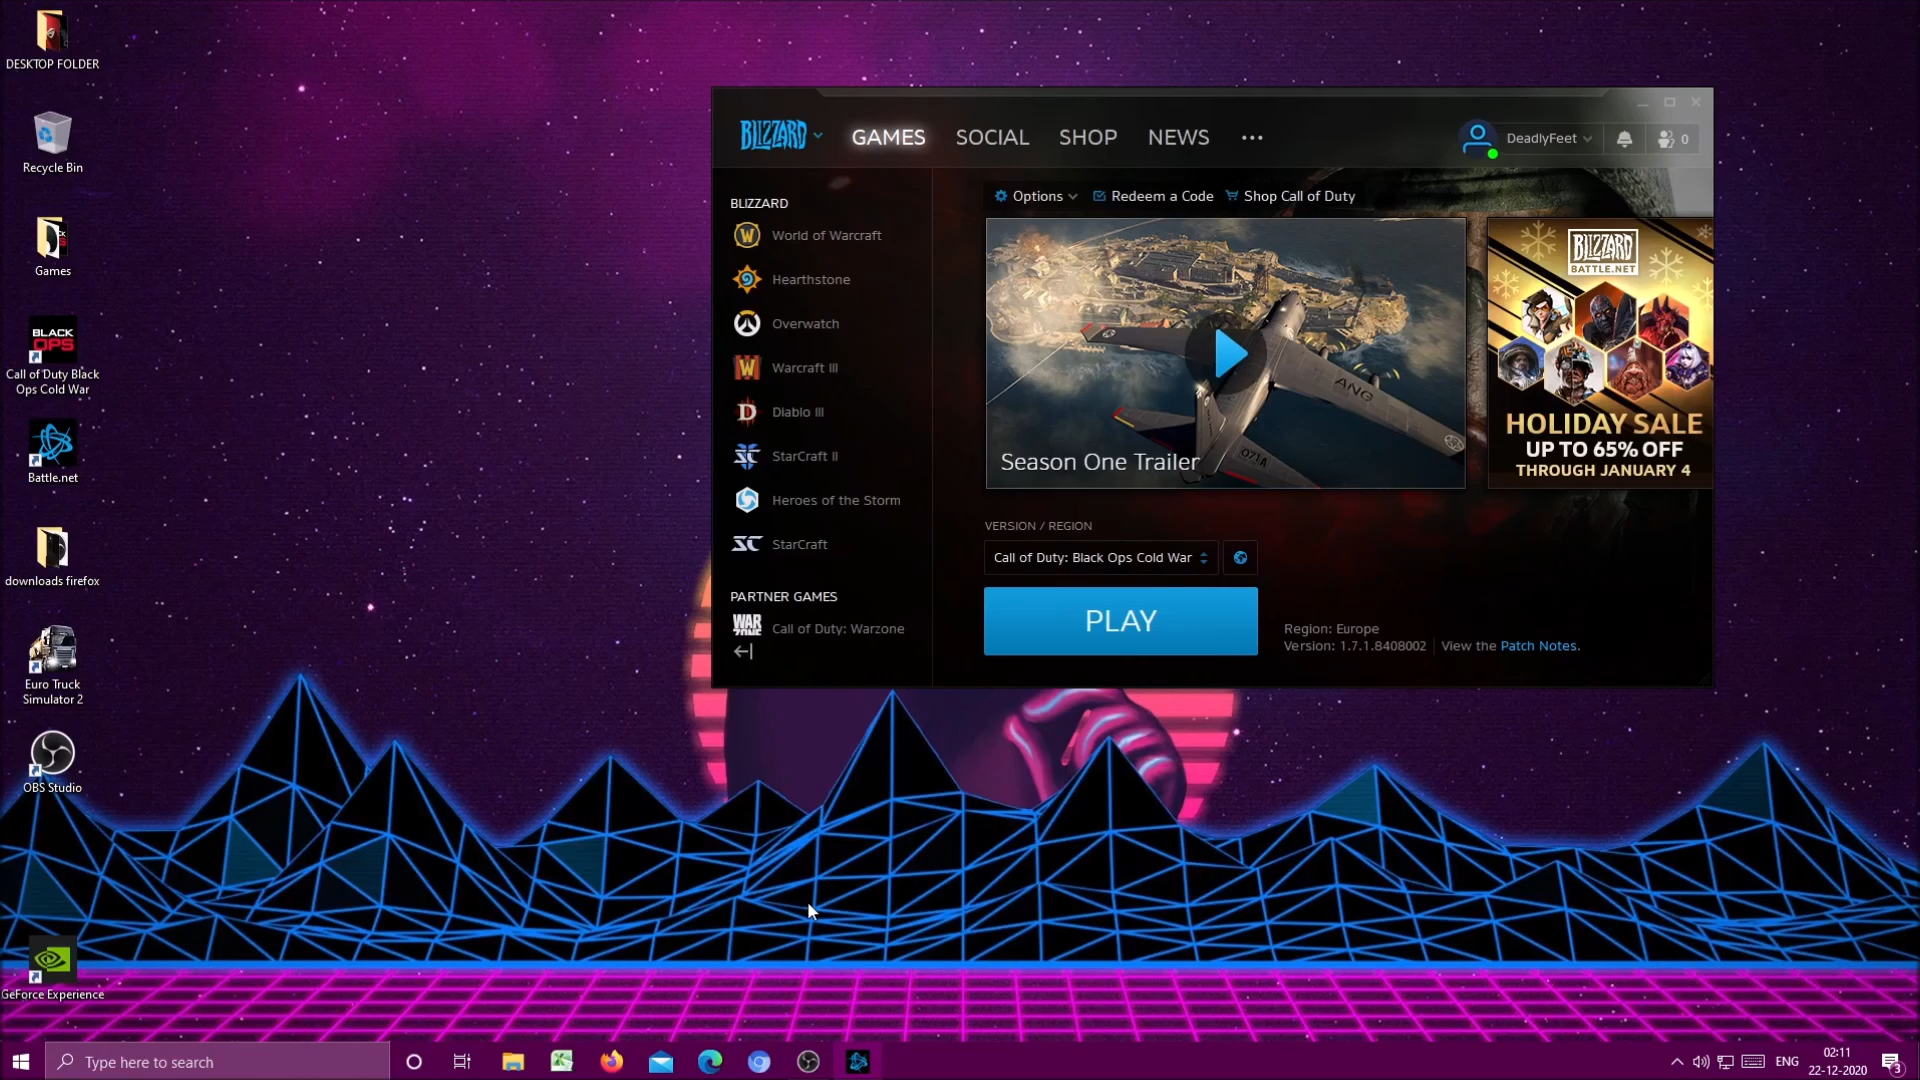 DESKTOP FOLDER
Recycle Bin
Games
BLACK
OPS
Call of Duty Black
Ops Cold War
Battle.net
downloads firefox
Euro Truck
Simulator 2
OBS Studio
GeForce Experience
BLIZZARD
GAMES
SOCIAL
SHOP
NEWS
DeadlyFeet
0
BLIZZARD
World of Warcraft
Hearthstone
Overwatch
Warcraft III
Diablo III
StarCraft II
Heroes of the Storm
StarCraft
PARTNER GAMES
WAR
ZONE
Call of Duty: Warzone
Options
Redeem a Code
Shop Call of Duty
ANG
071A
Season One Trailer
BLIZZARD
BATTLE.NET
HOLIDAY SALE
UP TO 65% OFF
THROUGH JANUARY 4
VERSION / REGION
Call of Duty: Black Ops Cold War
PLAY
Region: Europe
Version: 1.7.1.8408002
View the Patch Notes.
Type here to search
ENG
02:11
22-12-2020
3